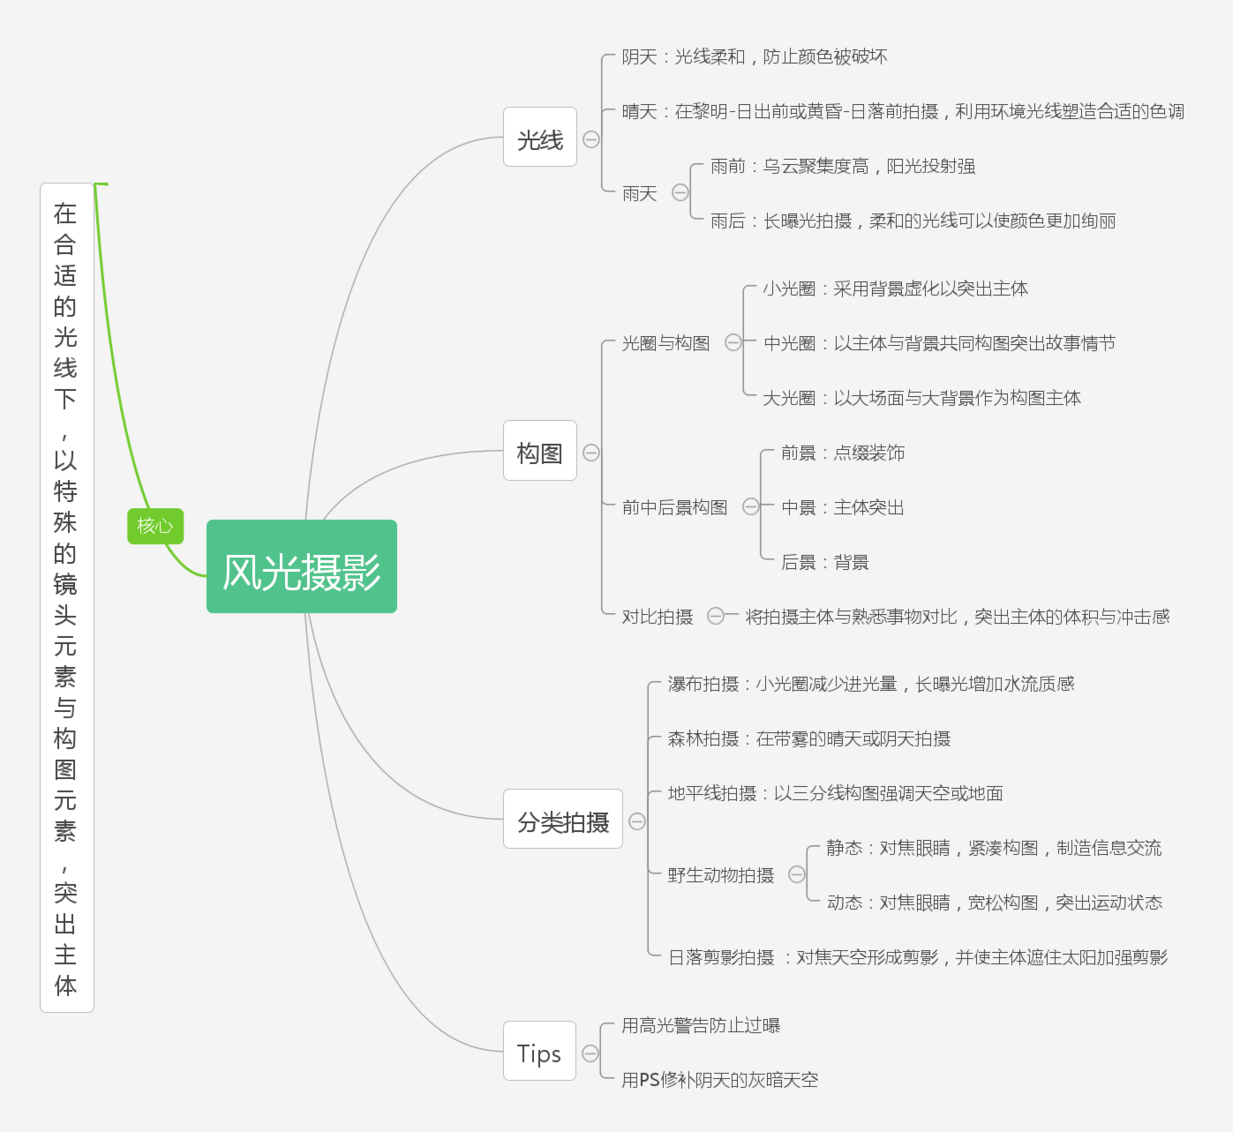 在合适的光线下，以特殊的镜头元素与构图元素，突出主体
核心
风光摄影
光线
阴天：光线柔和，防止颜色被破坏
晴天：在黎明-日出前或黄昏-日落前拍摄，利用环境光线塑造合适的色调
雨天
雨前：乌云聚集度高，阳光投射强
雨后：长曝光拍摄，柔和的光线可以使颜色更加绚丽
构图
光圈与构图
小光圈：采用背景虚化以突出主体
中光圈：以主体与背景共同构图突出故事情节
大光圈：以大场面与大背景作为构图主体
前中后景构图
前景：点缀装饰
中景：主体突出
后景：背景
对比拍摄
将拍摄主体与熟悉事物对比，突出主体的体积与冲击感
分类拍摄
瀑布拍摄：小光圈减少进光量，长曝光增加水流质感
森林拍摄：在带雾的晴天或阴天拍摄
地平线拍摄：以三分线构图强调天空或地面
野生动物拍摄
静态：对焦眼睛，紧凑构图，制造信息交流
动态：对焦眼睛，宽松构图，突出运动状态
日落剪影拍摄 ：对焦天空形成剪影，并使主体遮住太阳加强剪影
Tips
用高光警告防止过曝
用PS修补阴天的灰暗天空